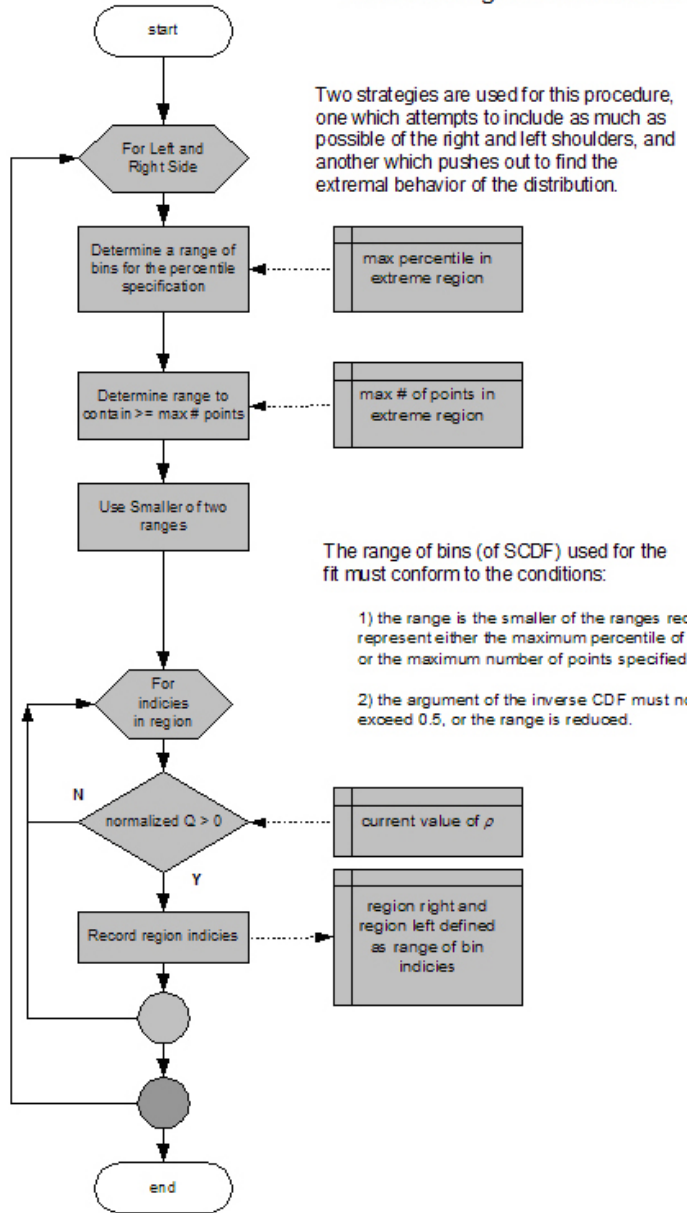 start
Two strategies are used for this procedure,
one which attempts to include as much as
possible of the right and left shoulders, and
another which pushes out to find the
extremal behavior of the distribution.
For Left and
Right Side
Determine a range of
bins for the percentile
specification
max percentile in
extreme region
Determine range to
contain >= max # points
max # of points in
extreme region
Use Smaller of two
ranges
The range of bins (of SCDF) used for the
fit must conform to the conditions:
1) the range is the smaller of the ranges
represent either the maximum percentile of
or the maximum number of points specified
2) the argument of the inverse CDF must
exceed 0.5, or the range is reduced.
For
indicies
in region
N
normalized Q > 0
current value of ρ
Y
Record region indicies
region right and
region left defined
as range of bin
indicies
end